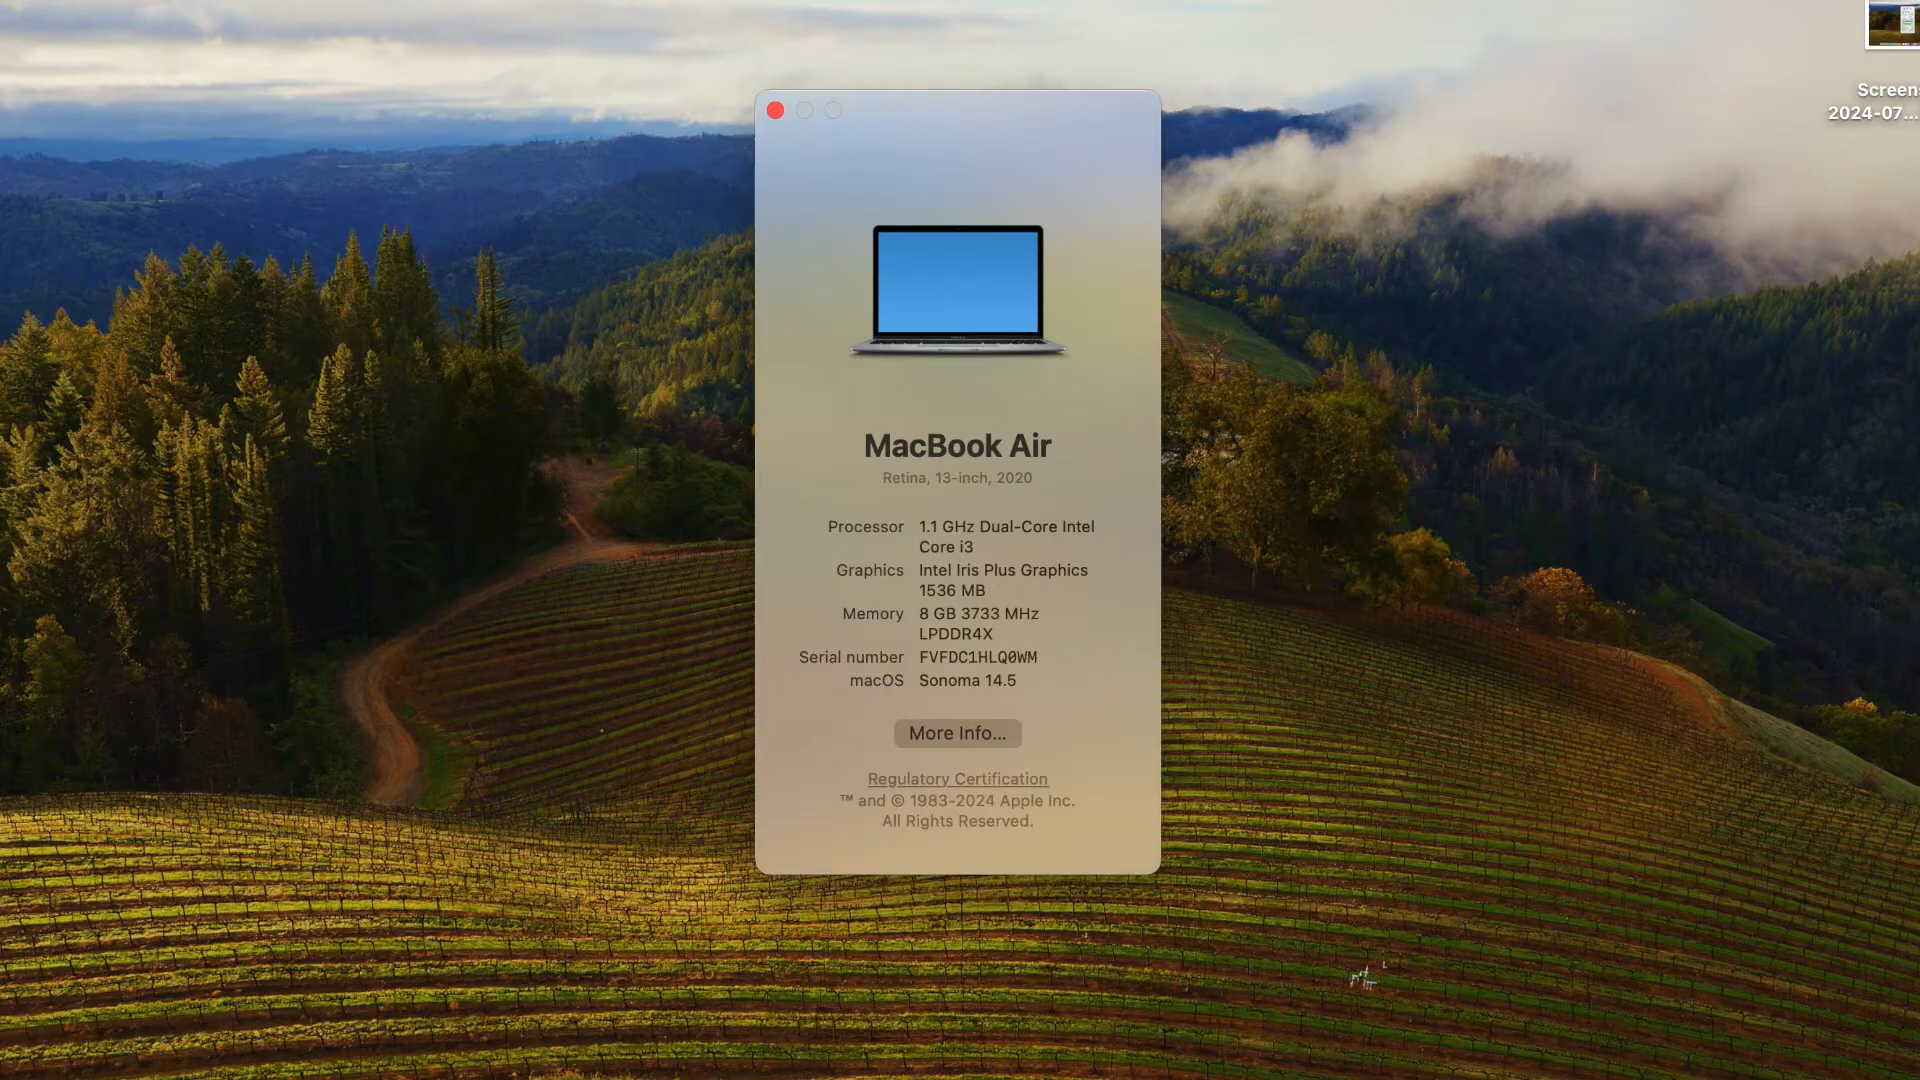 Screens
2024-07...
MacBook Air
Retina, 13-inch, 2020
Processor 1.1 GHz Dual-Core Intel
Core i3
Graphics Intel Iris Plus Graphics
1536 MB
Memory 8 GB 3733 MHz
LPDDR4X
Serial number FVFDC1HLQ0WM
macOS Sonoma 14.5
More Info...
Regulatory Certification
™ and © 1983-2024 Apple Inc.
All Rights Reserved.